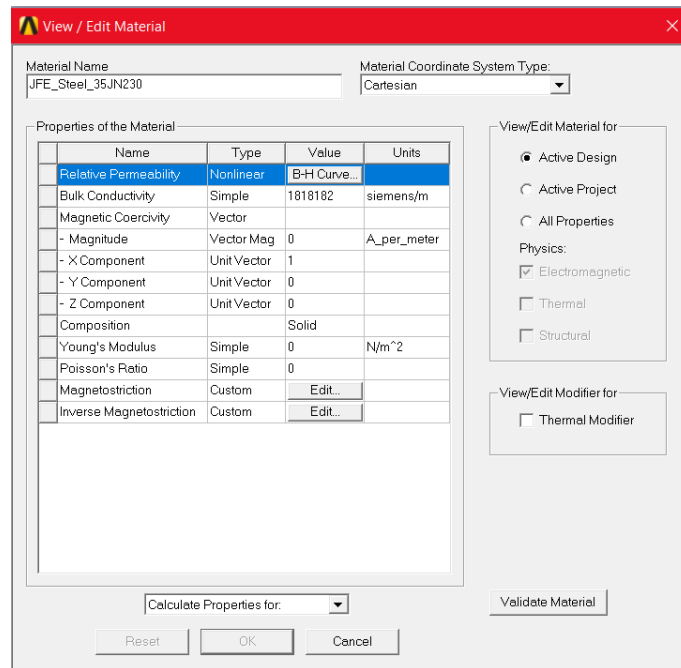 View / Edit Material
Material Name
Material Coordinate System Type:
JFE_Steel_35JN230
Cartesian
Properties of the Material
Name Type Value Units
Relative Permeability Nonlinear B-H Curve...
Bulk Conductivity Simple 1818182 siemens/m
Magnetic Coercivity Vector
- Magnitude Vector Mag 0 A_per_meter
- X Component Unit Vector 1
- Y Component Unit Vector 0
- Z Component Unit Vector 0
Composition Solid
Young's Modulus Simple 0 N/m^2
Poisson's Ratio Simple 0
Magnetostriction Custom Edit...
Inverse Magnetostriction Custom Edit...
View/Edit Material for
Active Design
Active Project
All Properties
Physics:
Electromagnetic
Thermal
Structural
View/Edit Modifier for
Thermal Modifier
Calculate Properties for:
Validate Material
Reset OK Cancel